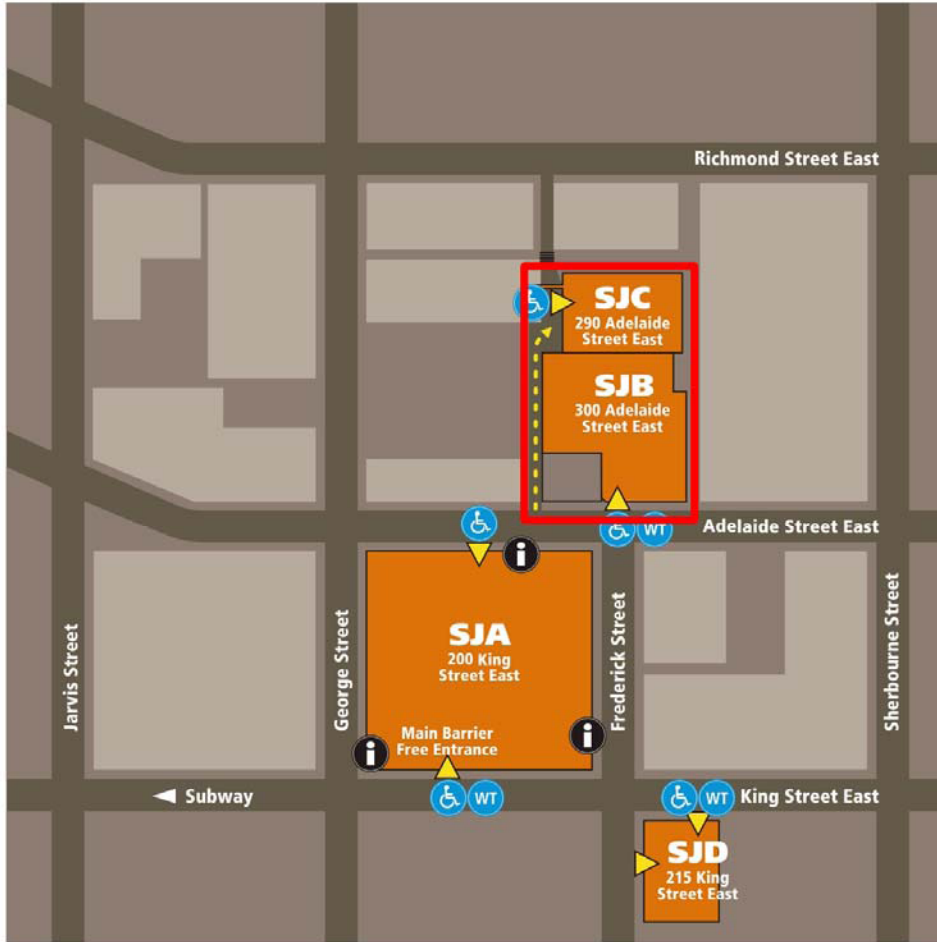 Richmond Street East
SJC
290 Adelaide
Street East
SJB
300 Adelaide
Street East
WT
Adelaide Street East
i
SJA
200 King
Street East
Main Barrier
Free Entrance
i
i
Jarvis Street
George Street
Frederick Street
Sherbourne Street
Subway
WT
WT
King Street East
SJD
215 King
Street East